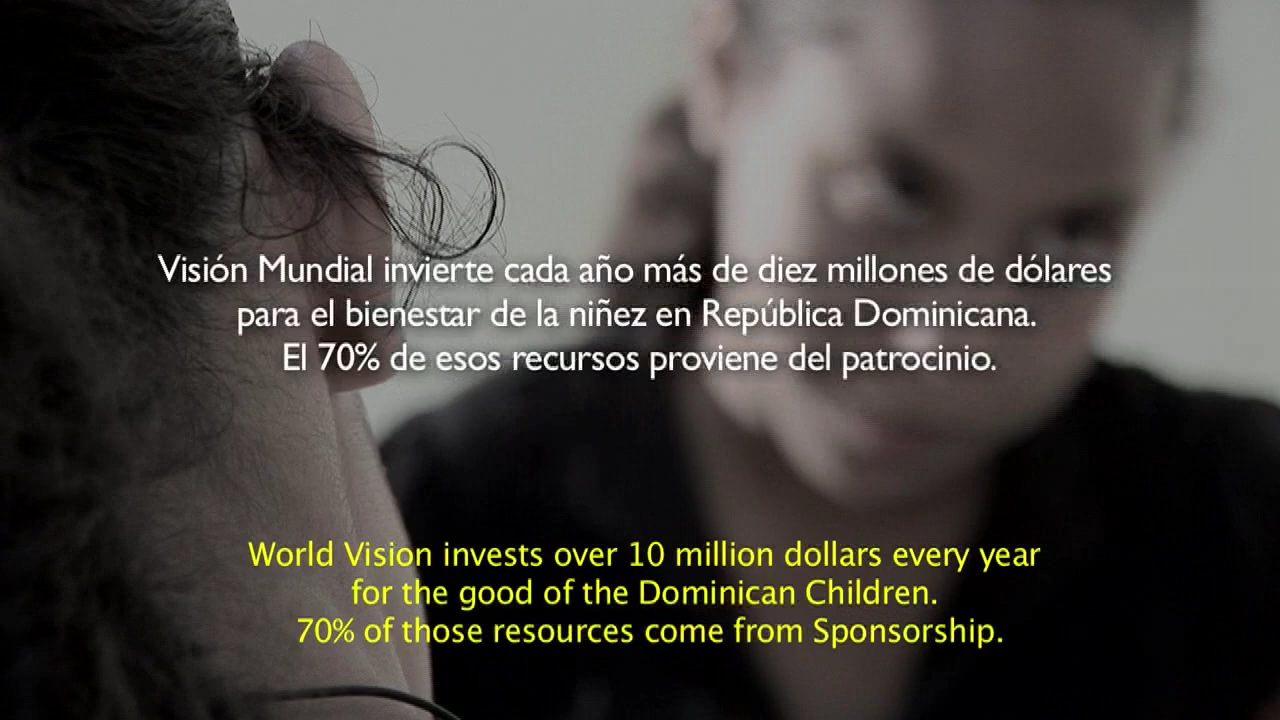 Visión Mundial invierte cada año más de diez millones de dólares
para el bienestar de la niñez en República Dominicana.
El 70% de esos recursos proviene del patrocinio.
World Vision invests over 10 million dollars every year
for the good of the Dominican Children.
70% of those resources come from Sponsorship.